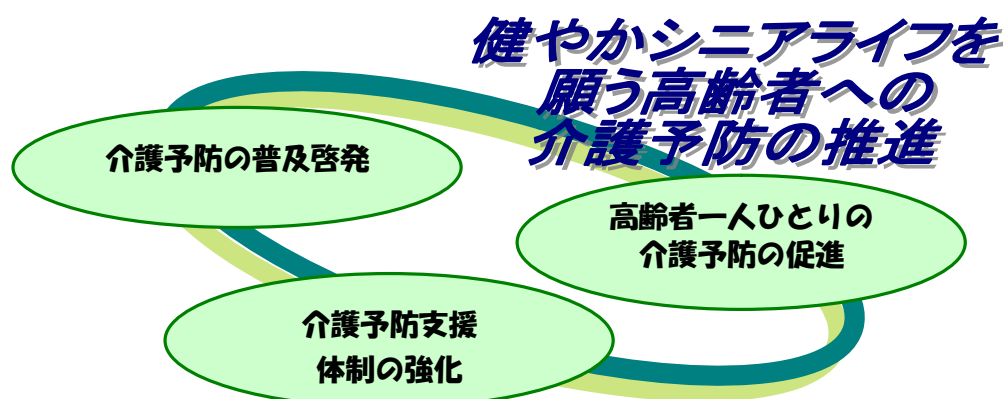 健やかシニアライフを
願う高齢者への
介護予防の推進
介護予防の普及啓発
高齢者一人ひとりの
介護予防の促進
介護予防支援
体制の強化